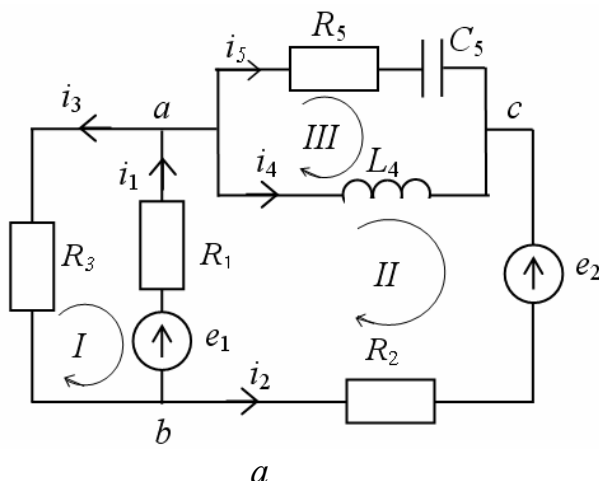 R5 C5
i5
i3 a III c
i4 L4
i1
R3 R1 II e2
I e1 R2
i2
b
a